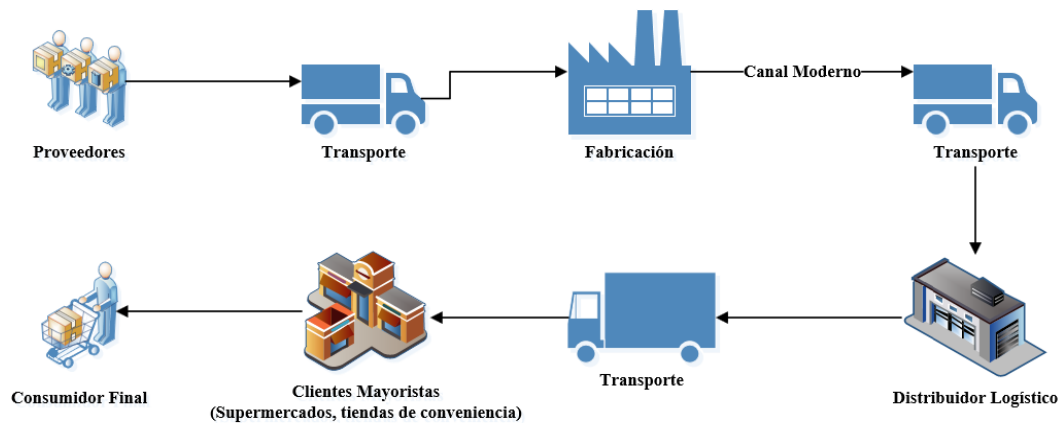 Canal Moderno
Proveedores
Transporte
Fabricación
Transporte
Consumidor Final
Clientes Mayoristas
(Supermercados, tiendas de conveniencia)
Transporte
Distribuidor Logístico